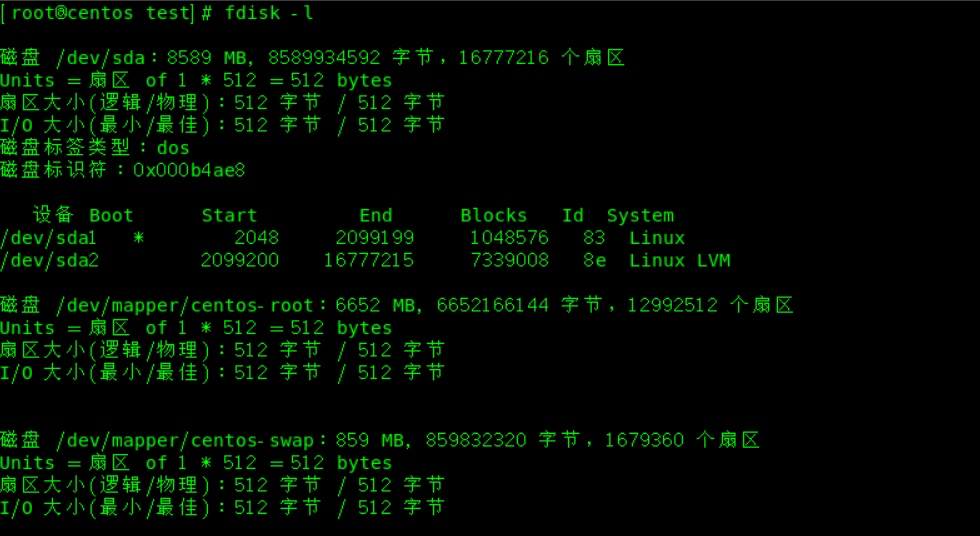 [root@centos test]# fdisk -l
磁盘 /dev/sda：8589 MB, 8589934592 字节，16777216 个扇区
Units = 扇区 of 1 * 512 = 512 bytes
扇区大小(逻辑/物理)：512 字节 / 512 字节
I/O 大小(最小/最佳)：512 字节 / 512 字节
磁盘标签类型：dos
磁盘标识符：0x000b4ae8
设备 Boot Start End Blocks Id System
/dev/sda1 * 2048 2099199 1048576 83 Linux
/dev/sda2 2099200 16777215 7339008 8e Linux LVM
磁盘 /dev/mapper/centos-root：6652 MB, 6652166144 字节，12992512 个扇区
Units = 扇区 of 1 * 512 = 512 bytes
扇区大小(逻辑/物理)：512 字节 / 512 字节
I/O 大小(最小/最佳)：512 字节 / 512 字节
磁盘 /dev/mapper/centos-swap：859 MB, 859832320 字节，1679360 个扇区
Units = 扇区 of 1 * 512 = 512 bytes
扇区大小(逻辑/物理)：512 字节 / 512 字节
I/O 大小(最小/最佳)：512 字节 / 512 字节